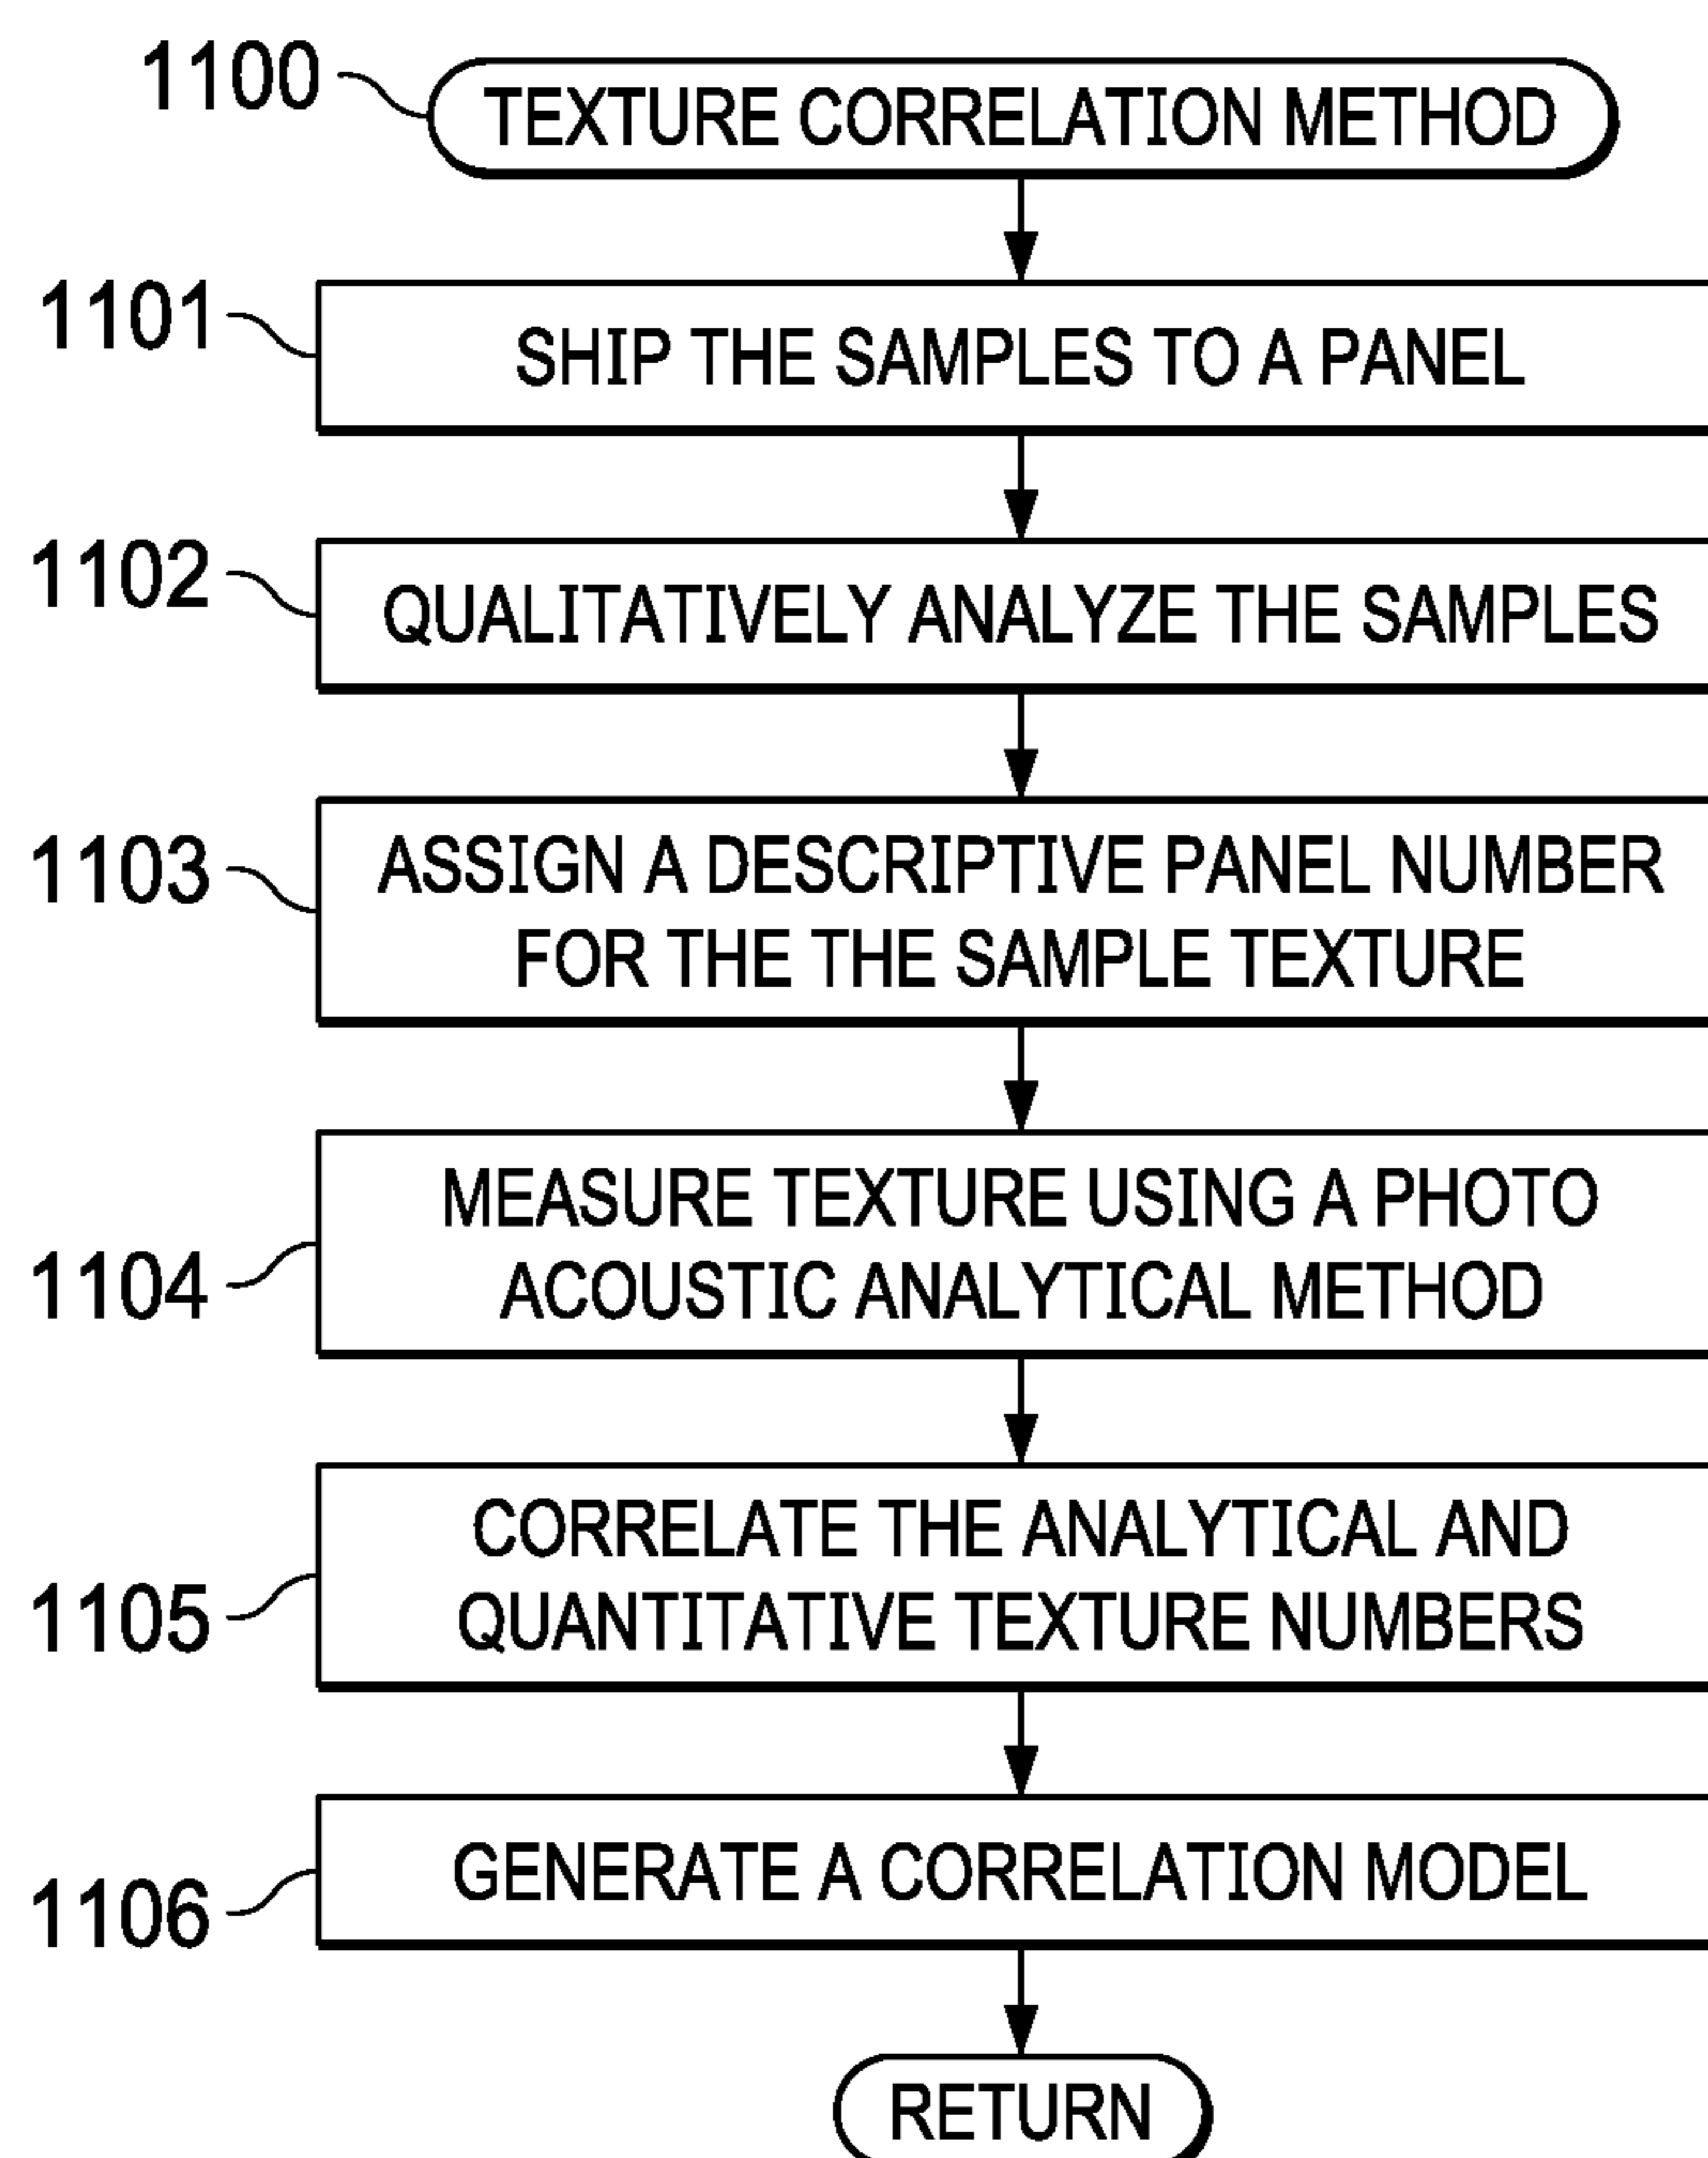 1100
TEXTURE CORRELATION METHOD
1101
SHIP THE SAMPLES TO A PANEL
1102
QUALITATIVELY ANALYZE THE SAMPLES
1103
ASSIGN A DESCRIPTIVE PANEL NUMBER
FOR THE THE SAMPLE TEXTURE
1104
MEASURE TEXTURE USING A PHOTO
ACOUSTIC ANALYTICAL METHOD
1105
CORRELATE THE ANALYTICAL AND
QUANTITATIVE TEXTURE NUMBERS
1106
GENERATE A CORRELATION MODEL
RETURN